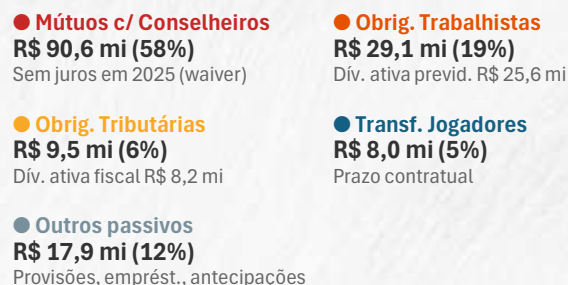 Mútuos c/ Conselheiros
R$ 90,6 mi (58%)
Sem juros em 2025 (waiver)
Obrig. Trabalhistas
R$ 29,1 mi (19%)
Dív. ativa previd. R$ 25,6 mi
Obrig. Tributárias
R$ 9,5 mi (6%)
Dív. ativa fiscal R$ 8,2 mi
Transf. Jogadores
R$ 8,0 mi (5%)
Prazo contratual
Outros passivos
R$ 17,9 mi (12%)
Provisões, emprést., antecipações